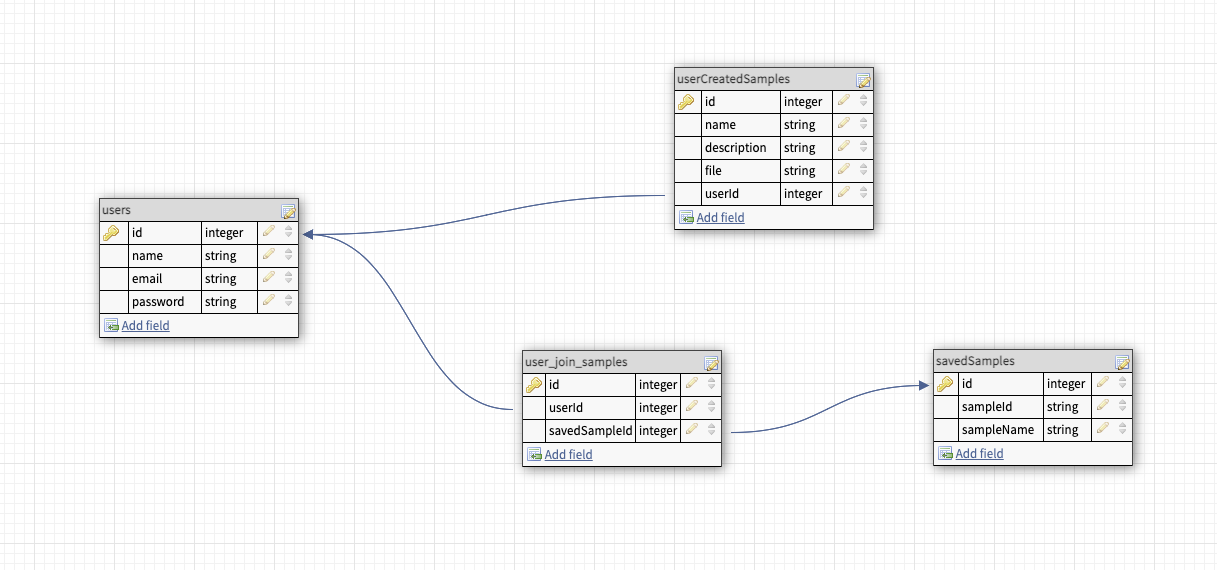 userCreatedSamples
id integer
name string
description string
file string
userId integer
Add field
users
id integer
name string
email string
password string
Add field
user_join_samples
id integer
userId integer
savedSampleId integer
Add field
savedSamples
id integer
sampleId string
sampleName string
Add field